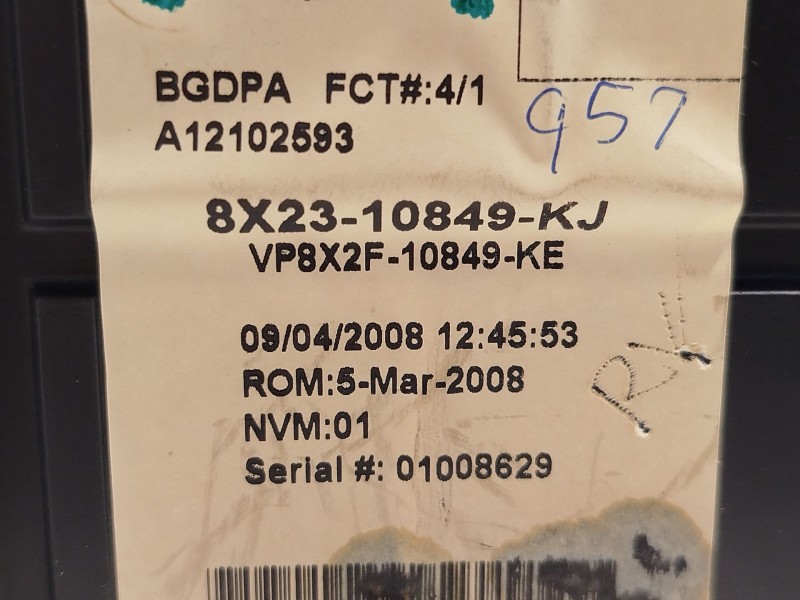 BGDPA FCT#:4/1
957
A12102593
8X23-10849-KJ
VP8X2F-10849-KE
09/04/2008 12:45:53
ROM:5-Mar-2008
NVM:01
Serial #: 01008629